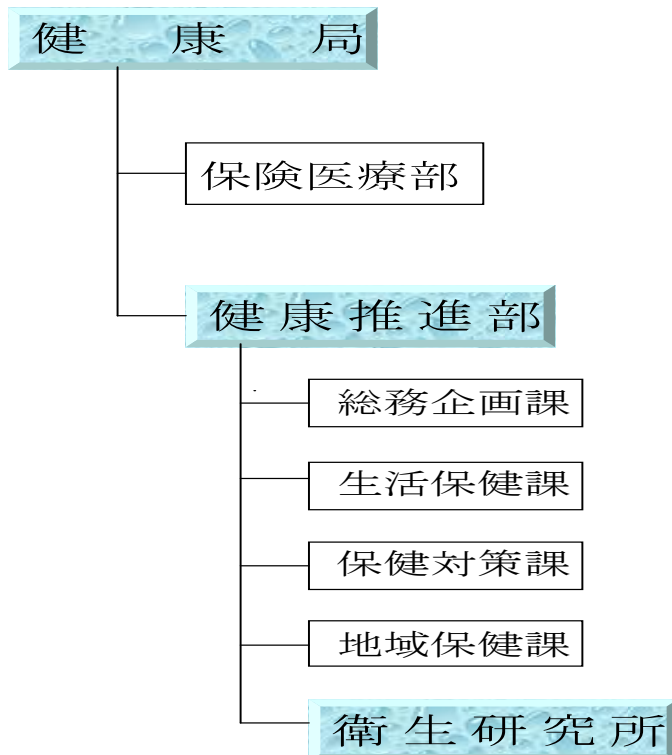 健康局
保険医療部
健康推進部
総務企画課
生活保健課
保健対策課
地域保健課
衛生研究所